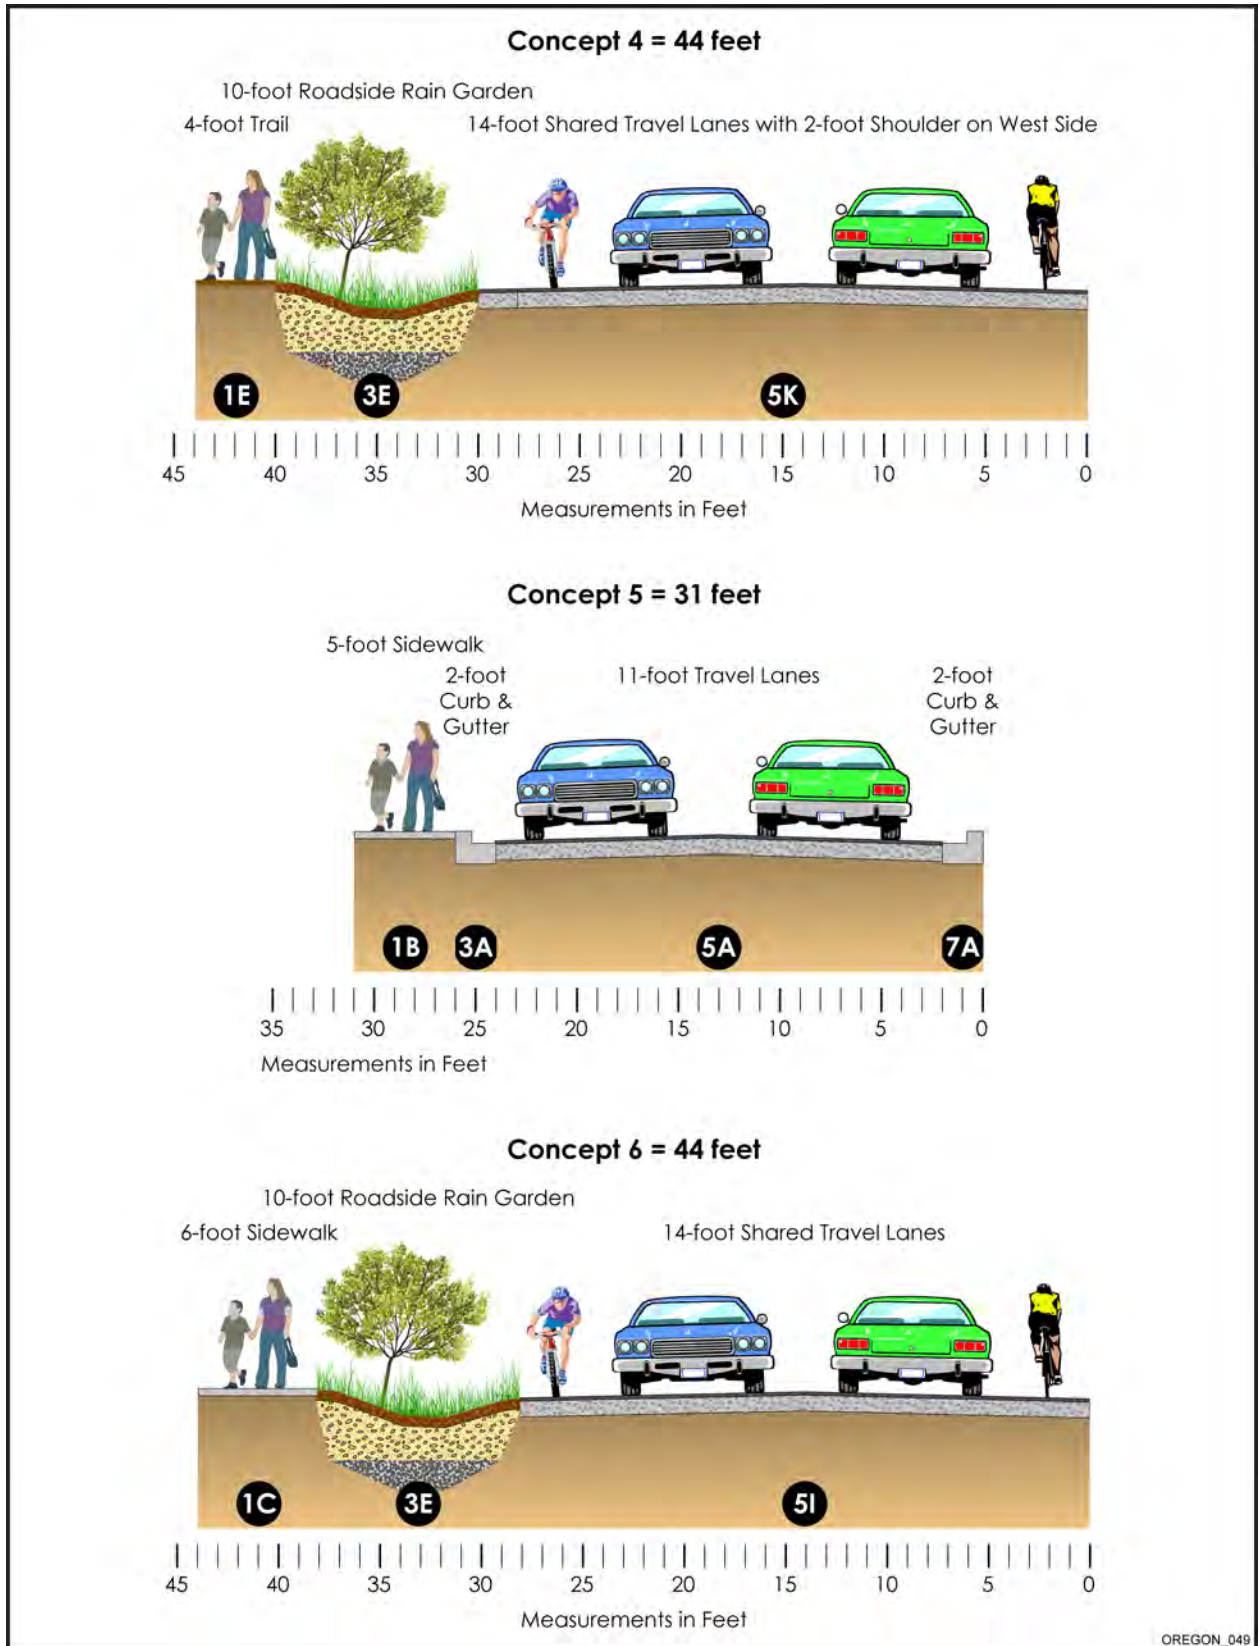 Concept 4 = 44 feet
10-foot Roadside Rain Garden
4-foot Trail
14-foot Shared Travel Lanes with 2-foot Shoulder on West Side
1E
3E
5K
45 40 35 30 25 20 15 10 5 0
Measurements in Feet
Concept 5 = 31 feet
5-foot Sidewalk
2-foot
Curb &
Gutter
11-foot Travel Lanes
2-foot
Curb &
Gutter
1B
3A
5A
7A
35 30 25 20 15 10 5 0
Measurements in Feet
Concept 6 = 44 feet
10-foot Roadside Rain Garden
6-foot Sidewalk
14-foot Shared Travel Lanes
1C
3E
5I
45 40 35 30 25 20 15 10 5 0
Measurements in Feet
OREGON_049